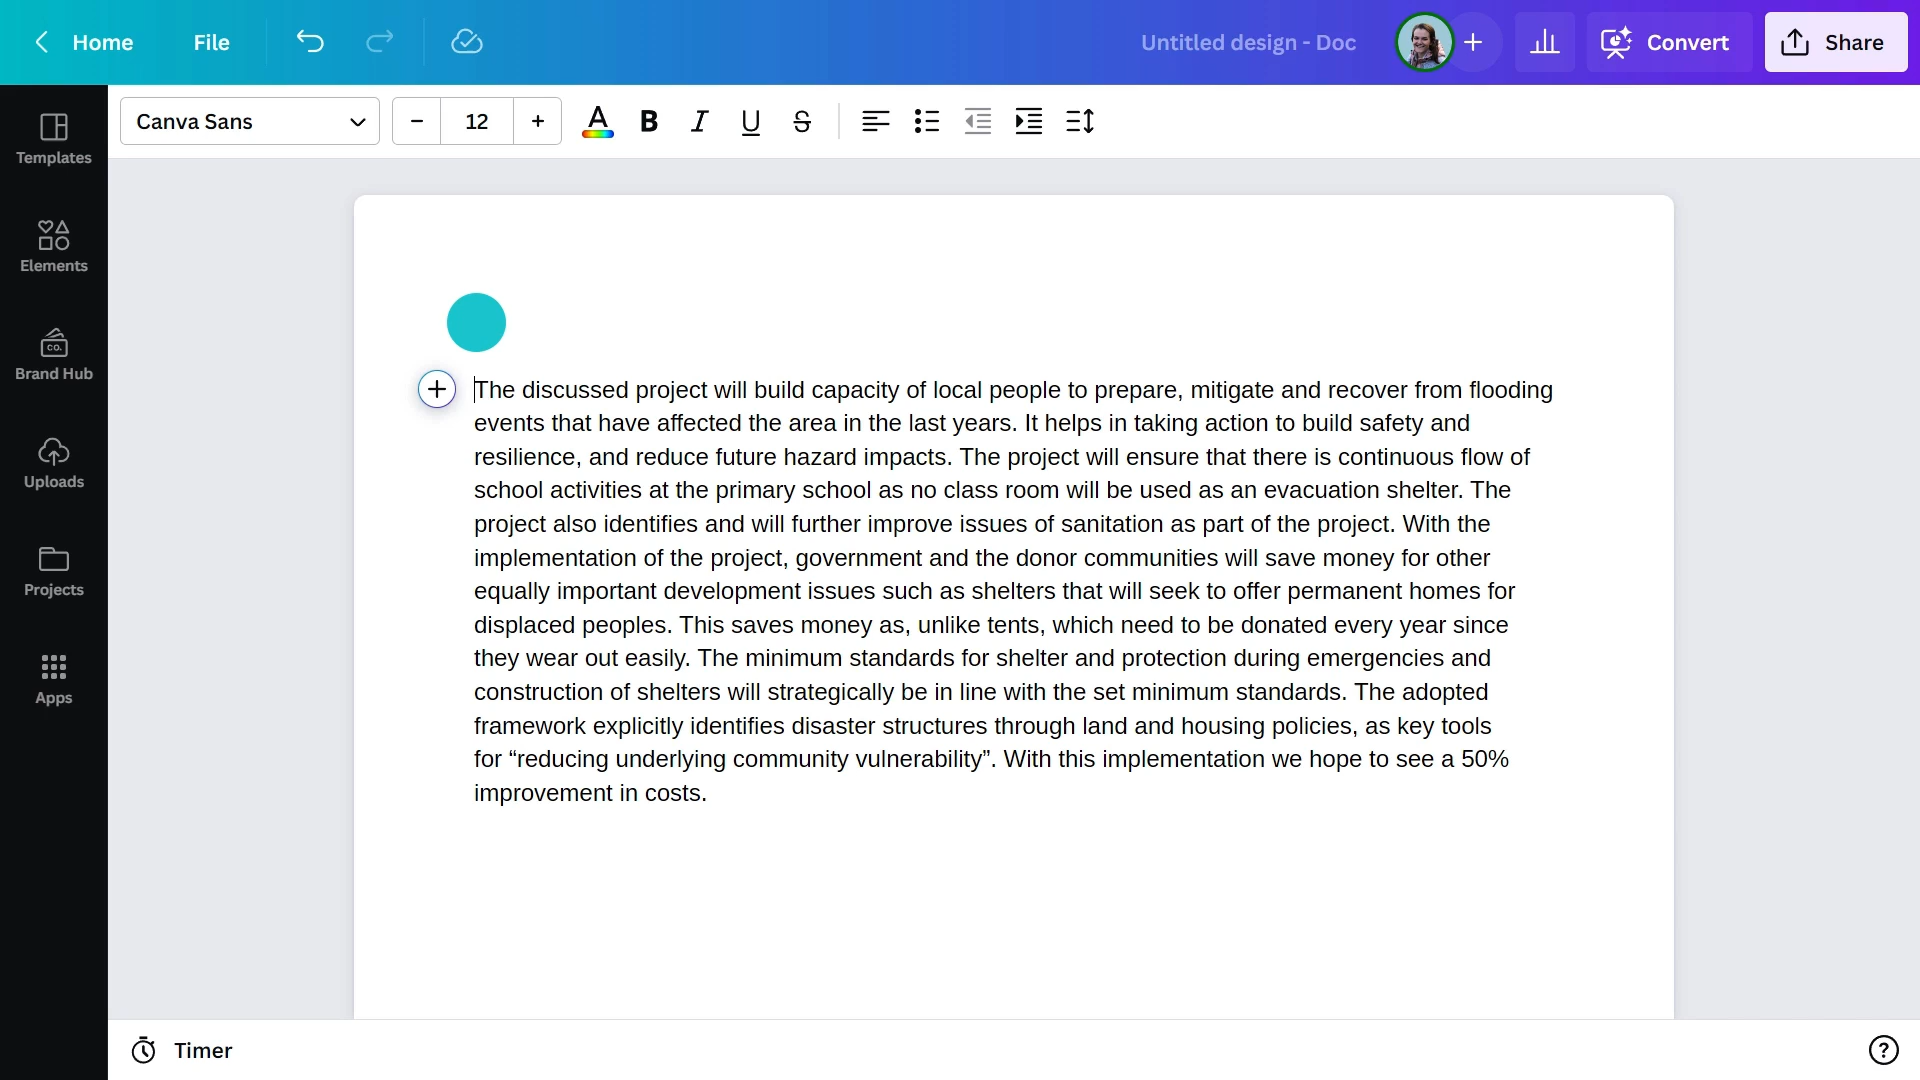 Home File Untitled design - Doc Convert Share
Canva Sans 12 A B I U S
Templates
Elements
CO.
Brand Hub
Uploads
Projects
Apps
The discussed project will build capacity of local people to prepare, mitigate and recover from flooding
events that have affected the area in the last years. It helps in taking action to build safety and
resilience, and reduce future hazard impacts. The project will ensure that there is continuous flow of
school activities at the primary school as no class room will be used as an evacuation shelter. The
project also identifies and will further improve issues of sanitation as part of the project. With the
implementation of the project, government and the donor communities will save money for other
equally important development issues such as shelters that will seek to offer permanent homes for
displaced peoples. This saves money as, unlike tents, which need to be donated every year since
they wear out easily. The minimum standards for shelter and protection during emergencies and
construction of shelters will strategically be in line with the set minimum standards. The adopted
framework explicitly identifies disaster structures through land and housing policies, as key tools
for “reducing underlying community vulnerability”. With this implementation we hope to see a 50%
improvement in costs.
Timer